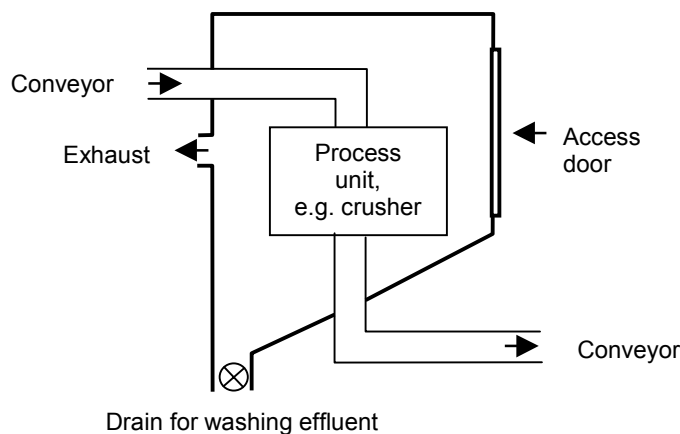 Conveyor
Exhaust
Process
unit,
e.g. crusher
Access
door
Conveyor
Drain for washing effluent